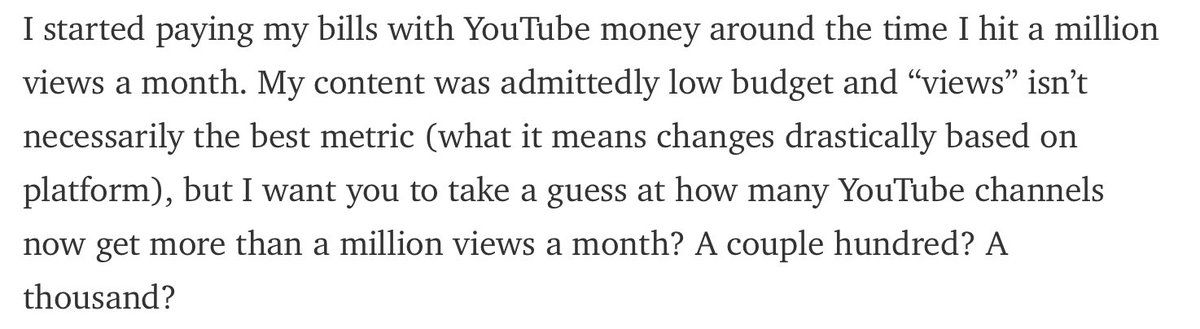 I started paying my bills with YouTube money around the time I hit a million
views a month. My content was admittedly low budget and “views” isn’t
necessarily the best metric (what it means changes drastically based on
platform), but I want you to take a guess at how many YouTube channels
now get more than a million views a month? A couple hundred? A
thousand?